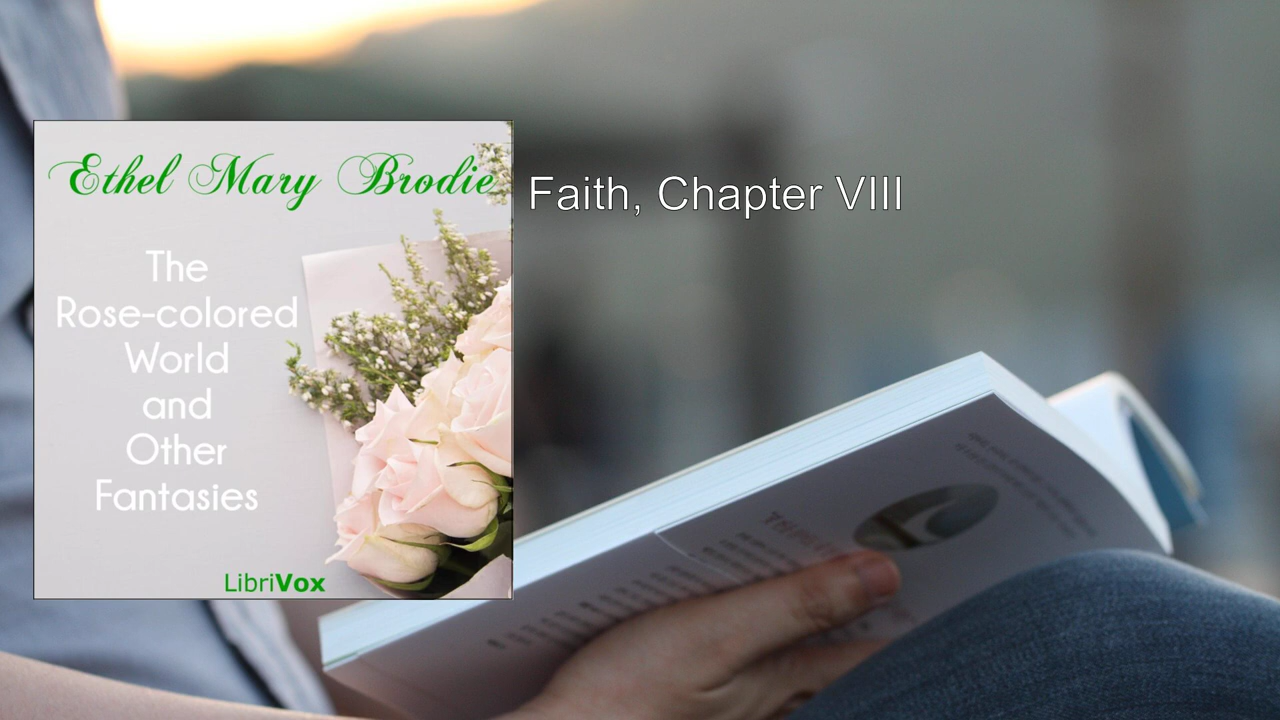 Ethel Mary Brodie
Faith, Chapter VIII
The
Rose-colored
World
and
Other
Fantasies
LibriVox